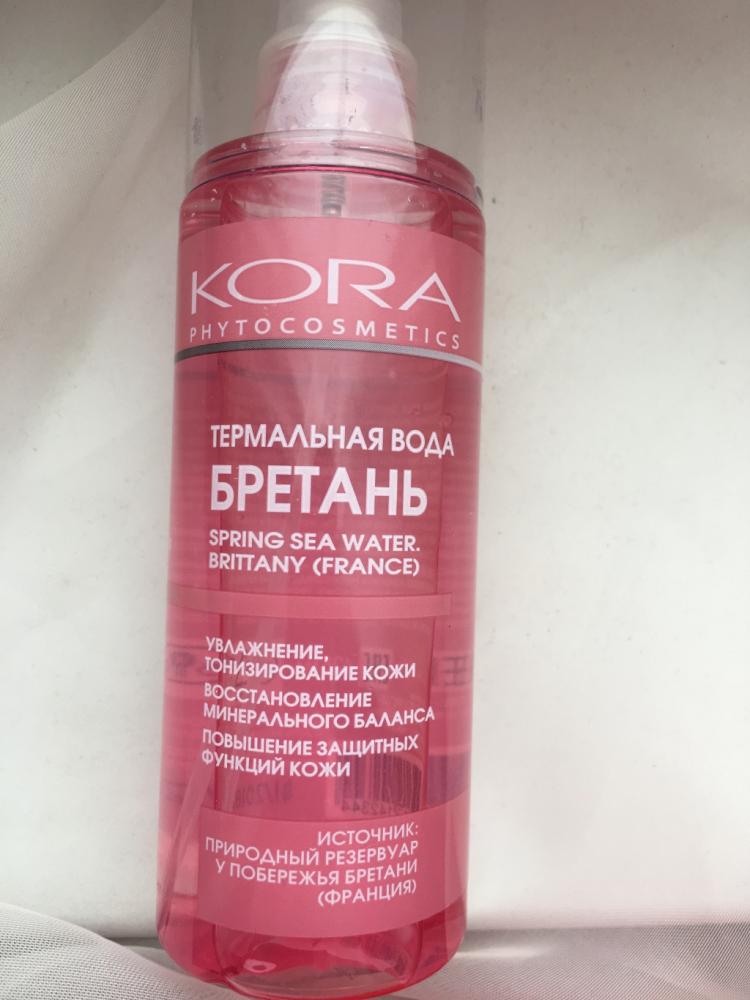 KORA
PHYTOCOSMETICS
ТЕРМАЛЬНАЯ ВОДА
БРЕТАНЬ
SPRING SEA WATER.
BRITTANY (FRANCE)
УВЛАЖНЕНИЕ,
ТОНИЗИРОВАНИЕ КОЖИ
ВОССТАНОВЛЕНИЕ
МИНЕРАЛЬНОГО БАЛАНСА
ПОВЫШЕНИЕ ЗАЩИТНЫХ
ФУНКЦИЙ КОЖИ
ИСТОЧНИК:
ПРИРОДНЫЙ РЕЗЕРВУАР
У ПОБЕРЕЖЬЯ БРЕТАНИ
(ФРАНЦИЯ)